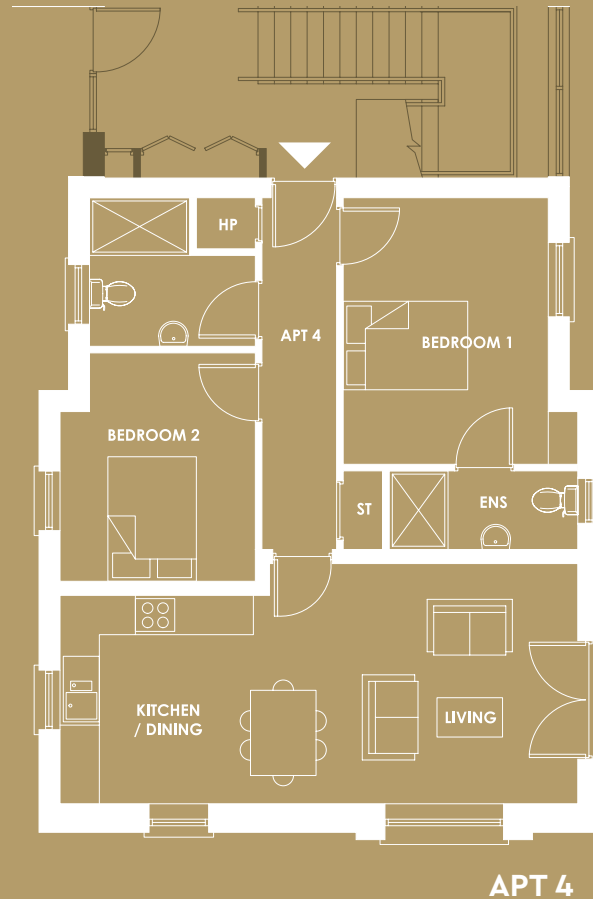 HP
APT 4
BEDROOM 1
BEDROOM 2
ST
ENS
KITCHEN
/ DINING
LIVING
APT 4